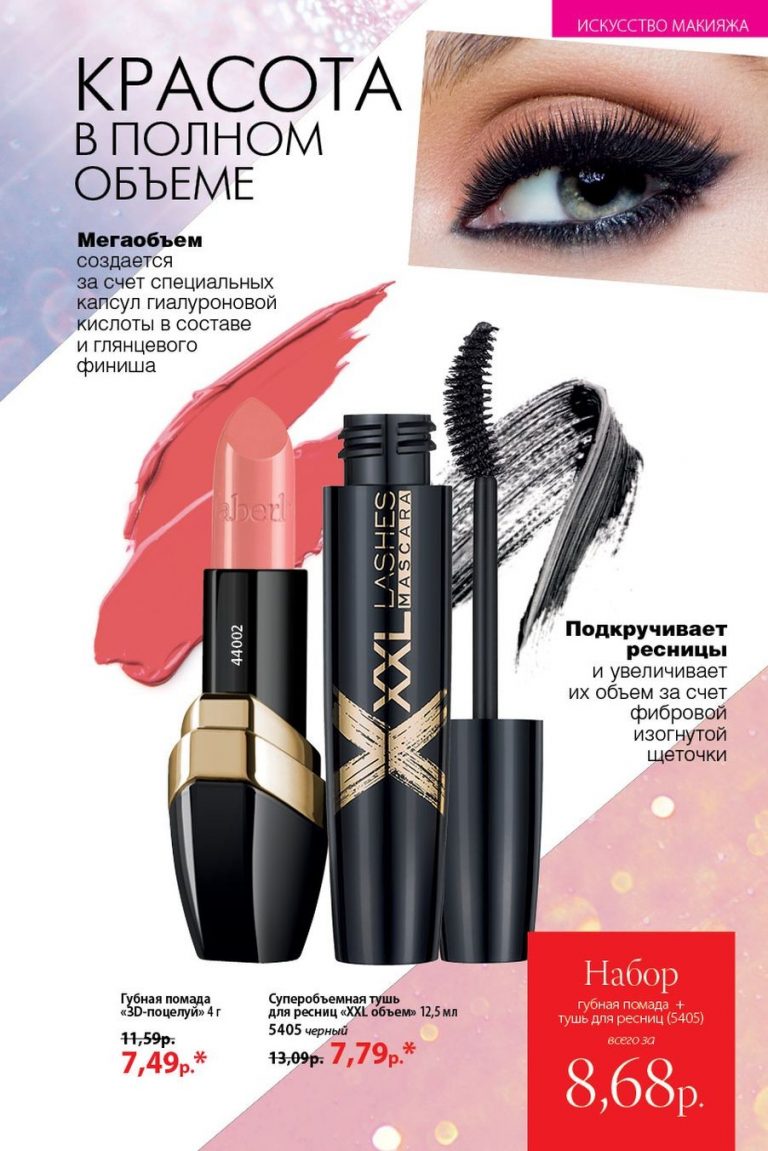 ИСКУССТВО МАКИЯЖА
КРАСОТА
В ПОЛНОМ
ОБЪЕМЕ
Мегаобъем
создается
за счет специальных
капсул гиалуроновой
кислоты в составе
и глянцевого
финиша
aberl
44002
XXL LASHES
MASCARA
Подкручивает
ресницы
и увеличивает
их объем за счет
фибровой
изогнутой
щеточки
Губная помада
«3D-поцелуй» 4 г
11,59р.
7,49р.*
Суперобъемная тушь
для ресниц «XXL объем» 12,5 мл
5405 черный
13,09р. 7,79р.*
Набор
губная помада +
тушь для ресниц (5405)
всего за
8,68р.